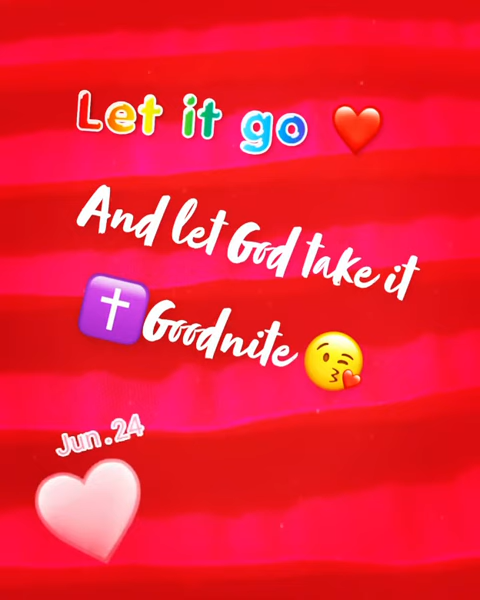 Let it go ❤️
And let God take it
✝️Goodnite 😘
Jun.24